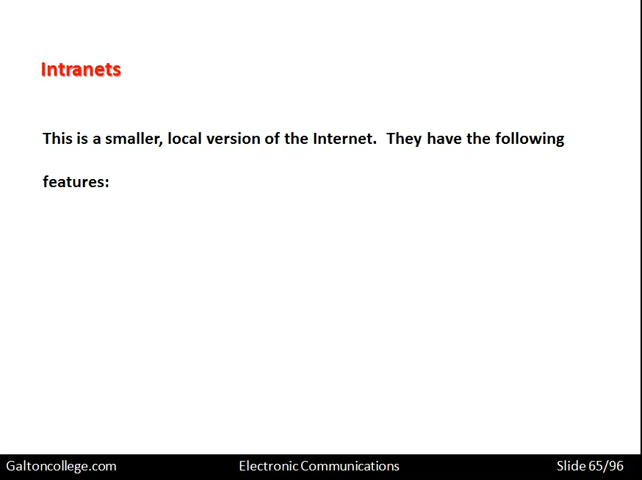 Intranets
This is a smaller, local version of the Internet.  They have the following
features:
Galtoncollege.com
Electronic Communications
Slide 65/96